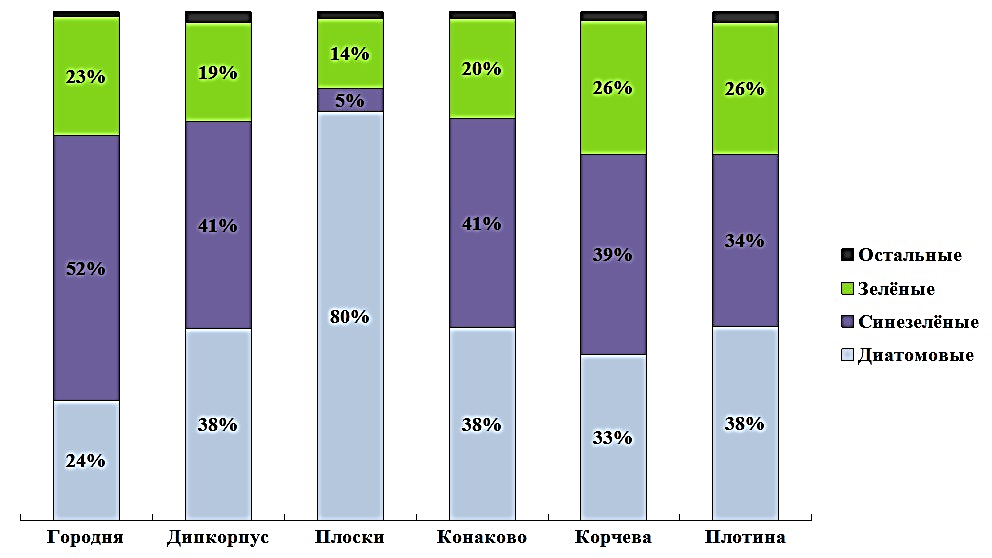 14%
23%
19%
20%
26%
26%
5%
52%
41%
41%
39%
34%
80%
24%
38%
38%
33%
38%
Остальные
Зелёные
Синезелёные
Диатомовые
Городня
Дипкорпус
Плоски
Конаково
Корчева
Плотина